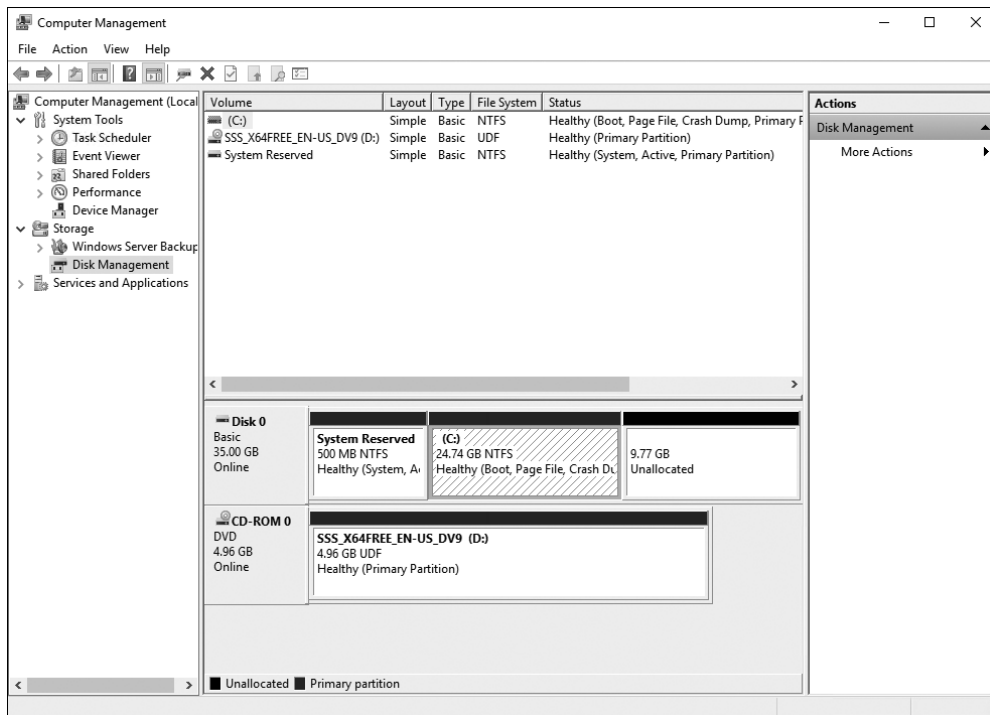 Computer Management
File Action View Help
Computer Management (Local
System Tools
Task Scheduler
Event Viewer
Shared Folders
Performance
Device Manager
Storage
Windows Server Backup
Disk Management
Services and Applications
Volume Layout Type File System Status
(C:) Simple Basic NTFS Healthy (Boot, Page File, Crash Dump, Primary P
SSS_X64FREE_EN-US_DV9 (D:) Simple Basic UDF Healthy (Primary Partition)
System Reserved Simple Basic NTFS Healthy (System, Active, Primary Partition)
Disk 0
Basic
35.00 GB
Online
System Reserved
500 MB NTFS
Healthy (System, A
(C:)
24.74 GB NTFS
Healthy (Boot, Page File, Crash Du
9.77 GB
Unallocated
CD-ROM 0
DVD
4.96 GB
Online
SSS_X64FREE_EN-US_DV9 (D:)
4.96 GB UDF
Healthy (Primary Partition)
Unallocated Primary partition
Actions
Disk Management
More Actions